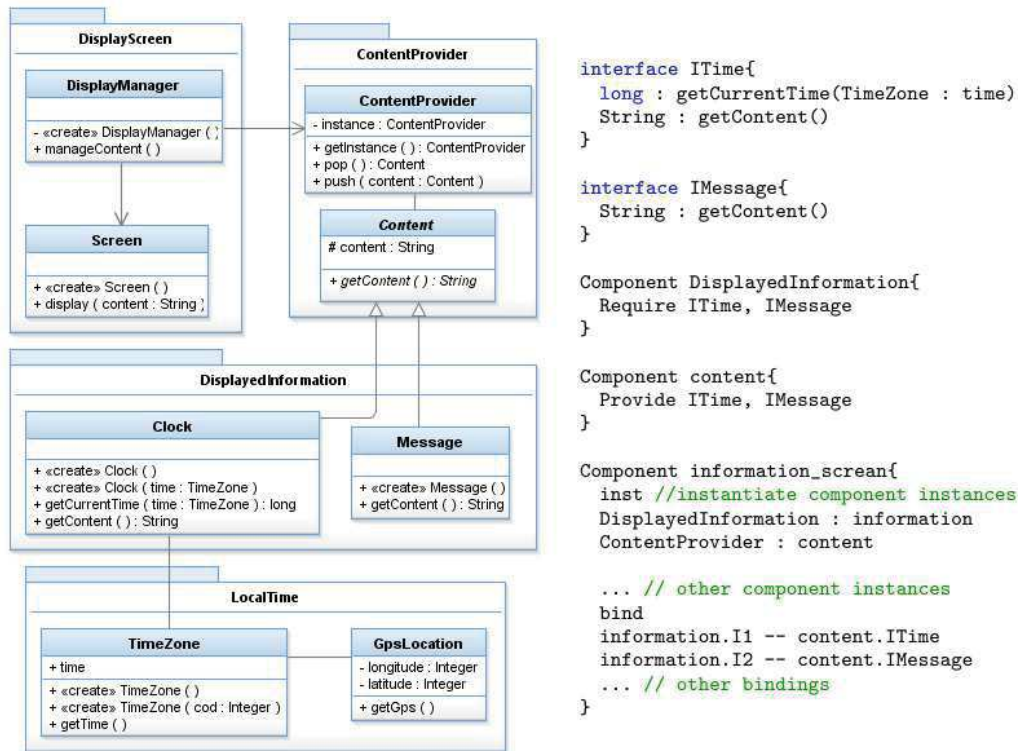 DisplayScreen
DisplayManager
- «create» DisplayManager ( )
+ manageContent ( )
Screen
+ «create» Screen ( )
+ display ( content : String )
ContentProvider
ContentProvider
- instance : ContentProvider
+ getInstance ( ) : ContentProvider
+ pop ( ) : Content
+ push ( content : Content )
Content
# content : String
+ getContent ( ) : String
DisplayedInformation
Clock
+ «create» Clock ( )
+ «create» Clock ( time : TimeZone )
+ getCurrentTime ( time : TimeZone ) : long
+ getContent ( ) : String
Message
+ «create» Message ( )
+ getContent ( ) : String
LocalTime
TimeZone
+ time
+ «create» TimeZone ( )
+ «create» TimeZone ( cod : Integer )
+ getTime ( )
GpsLocation
- longitude : Integer
- latitude : Integer
+ getGps ( )
interface ITime{
long : getCurrentTime(TimeZone : time)
String : getContent()
}
interface IMessage{
String : getContent()
}
Component DisplayedInformation{
Require ITime, IMessage
}
Component content{
Provide ITime, IMessage
}
Component information_screan{
inst //instantiate component instances
DisplayedInformation : information
ContentProvider : content
... // other component instances
bind
information.I1 -- content.ITime
information.I2 -- content.IMessage
... // other bindings
}